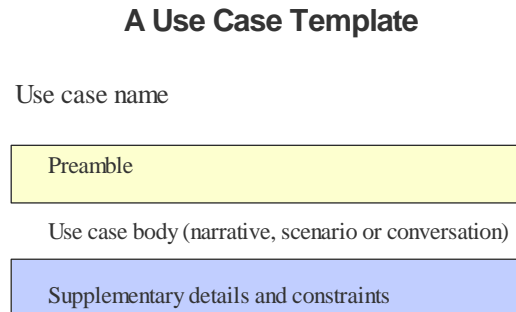 A Use Case Template
Use case name
Preamble
Use case body (narrative, scenario or conversation)
Supplementary details and constraints